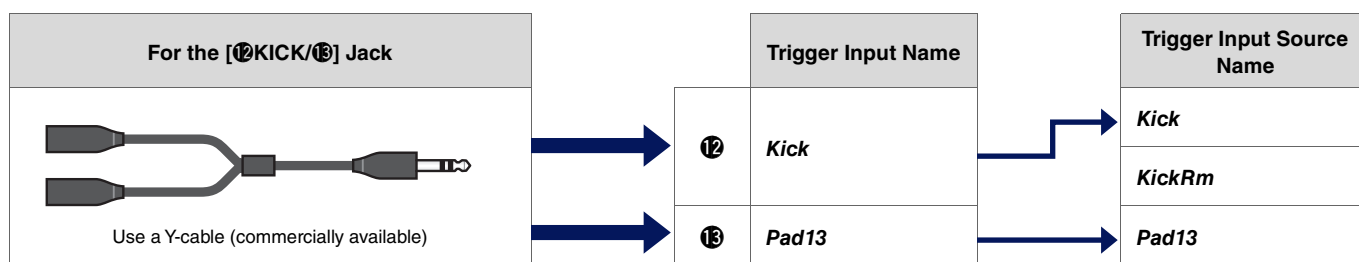 For the [⓬KICK/⓭] Jack
Trigger Input Name
Trigger Input Source
Name
⓬
Kick
Kick
KickRm
Use a Y-cable (commercially available)
⓭
Pad13
Pad13